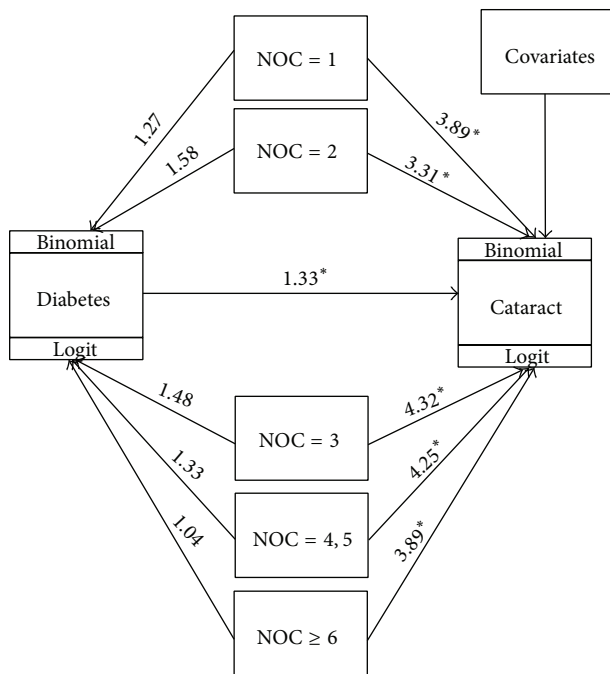 NOC = 1
Covariates
1.27
3.89*
NOC = 2
1.58
3.31*
Binomial
Diabetes
Logit
1.33*
Binomial
Cataract
Logit
1.48
NOC = 3
4.32*
1.33
NOC = 4, 5
4.25*
1.04
NOC ≥ 6
3.89*